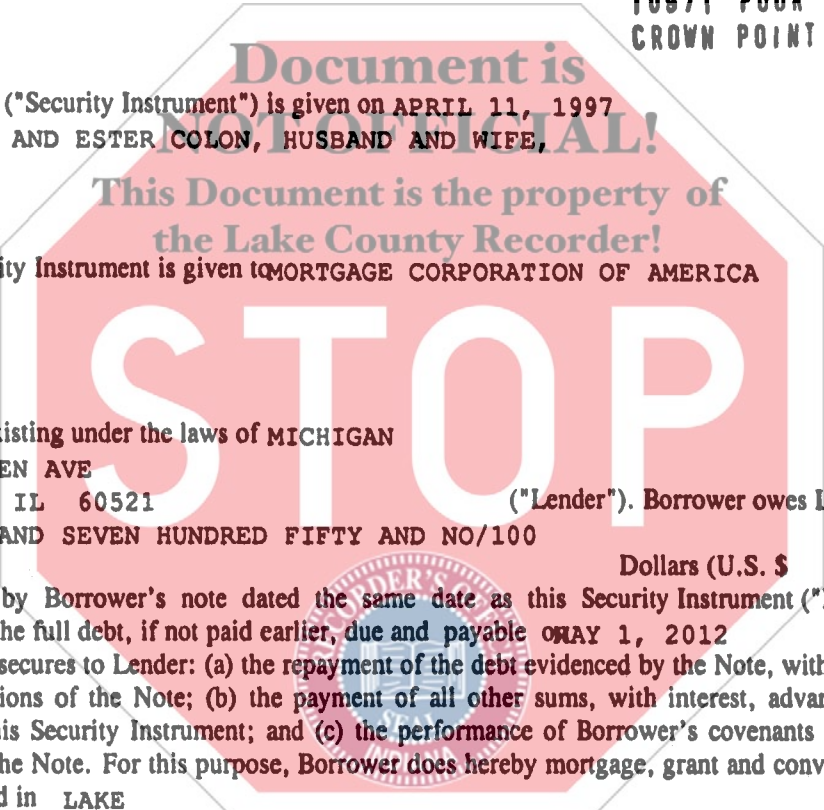 CROWN POINT
Document is
("Security Instrument") is given on APRIL 11, 1997
NOT OFFICIAL!
AND ESTER COLON, HUSBAND AND WIFE,
This Document is the property of
the Lake County Recorder!
ity Instrument is given to MORTGAGE CORPORATION OF AMERICA
STOP
isting under the laws of MICHIGAN
EN AVE
IL 60521 ("Lender"). Borrower owes L
AND SEVEN HUNDRED FIFTY AND NO/100
Dollars (U.S. $
by Borrower's note dated the same date as this Security Instrument ("
he full debt, if not paid earlier, due and payable on MAY 1, 2012
secures to Lender: (a) the repayment of the debt evidenced by the Note, with
ions of the Note; (b) the payment of all other sums, with interest, advan
his Security Instrument; and (c) the performance of Borrower's covenants
he Note. For this purpose, Borrower does hereby mortgage, grant and conv
d in LAKE
RECORDER'S OFFICE
SEAL
INDIANA